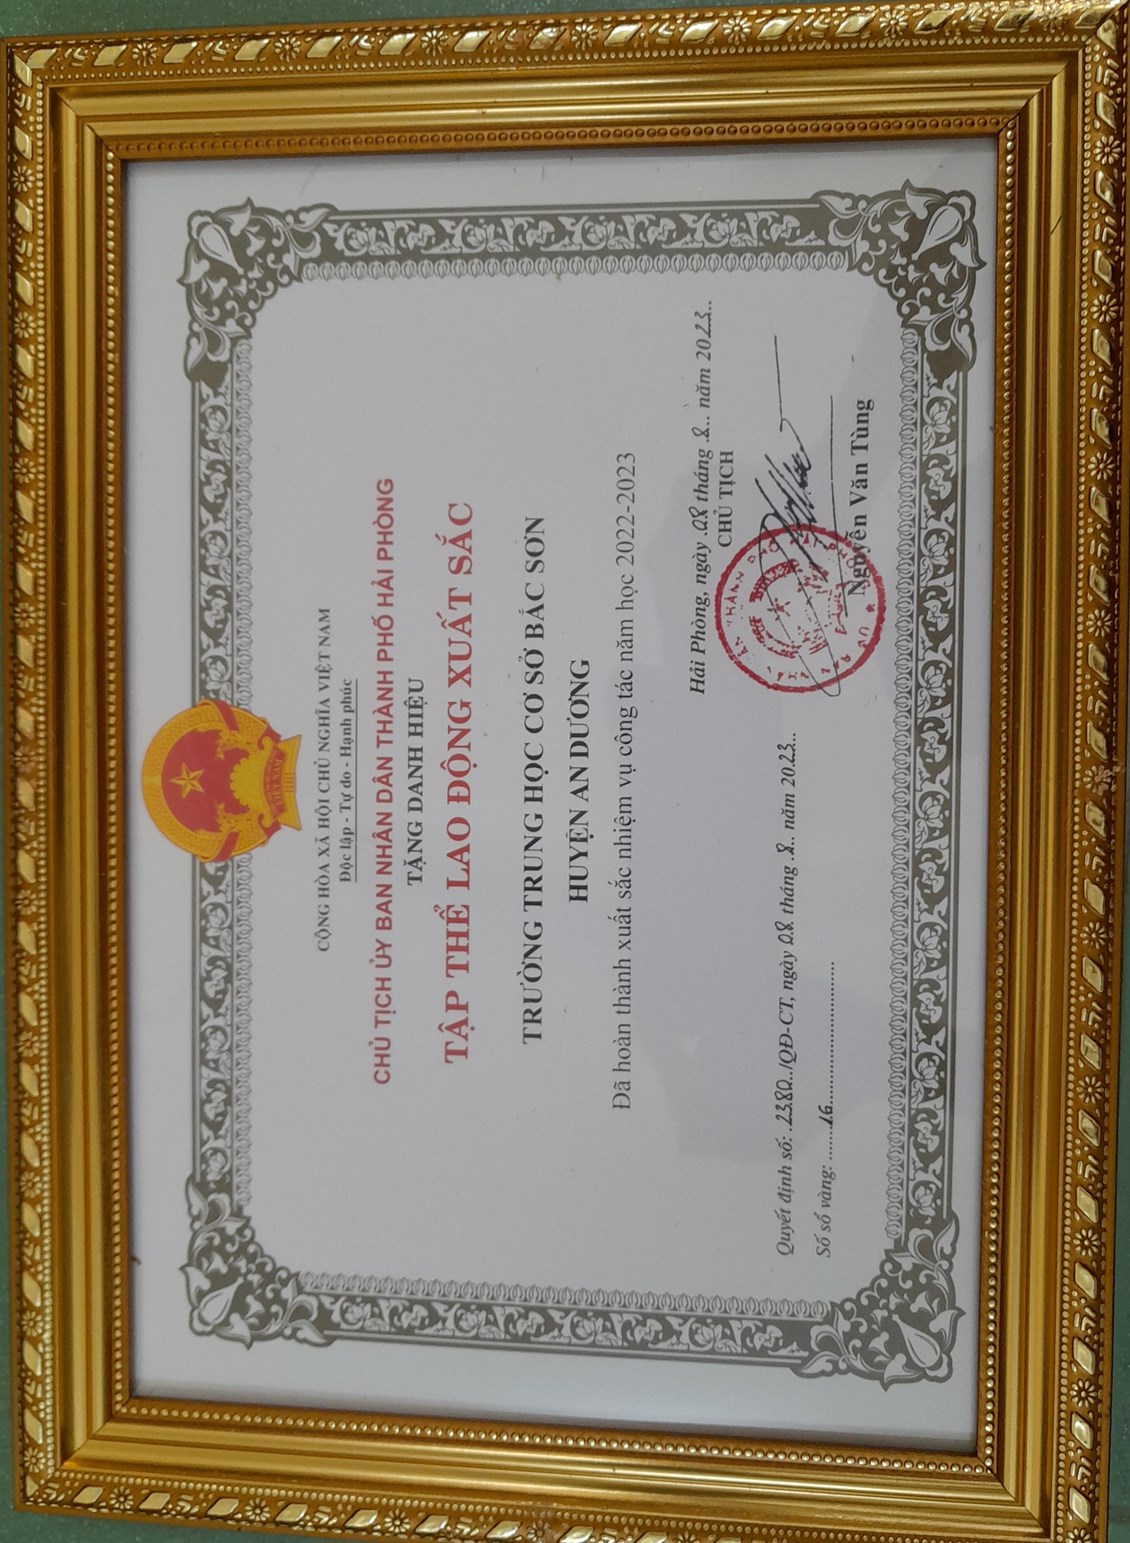 CỘNG HÒA XÃ HỘI CHỦ NGHĨA VIỆT NAM
Độc lập - Tự do - Hạnh phúc
CHỦ TỊCH ỦY BAN NHÂN DÂN THÀNH PHỐ HẢI PHÒNG
TẶNG DANH HIỆU
TẬP THỂ LAO ĐỘNG XUẤT SẮC
TRƯỜNG TRUNG HỌC CƠ SỞ BẮC SƠN
HUYỆN AN DƯƠNG
Đã hoàn thành xuất sắc nhiệm vụ công tác năm học 2022-2023
Hải Phòng, ngày 08 tháng 8 năm 2023
CHỦ TỊCH
Quyết định số: 2380/QĐ-CT, ngày 08 tháng 8 năm 2023
Số sổ vàng: 16
Nguyễn Văn Tùng